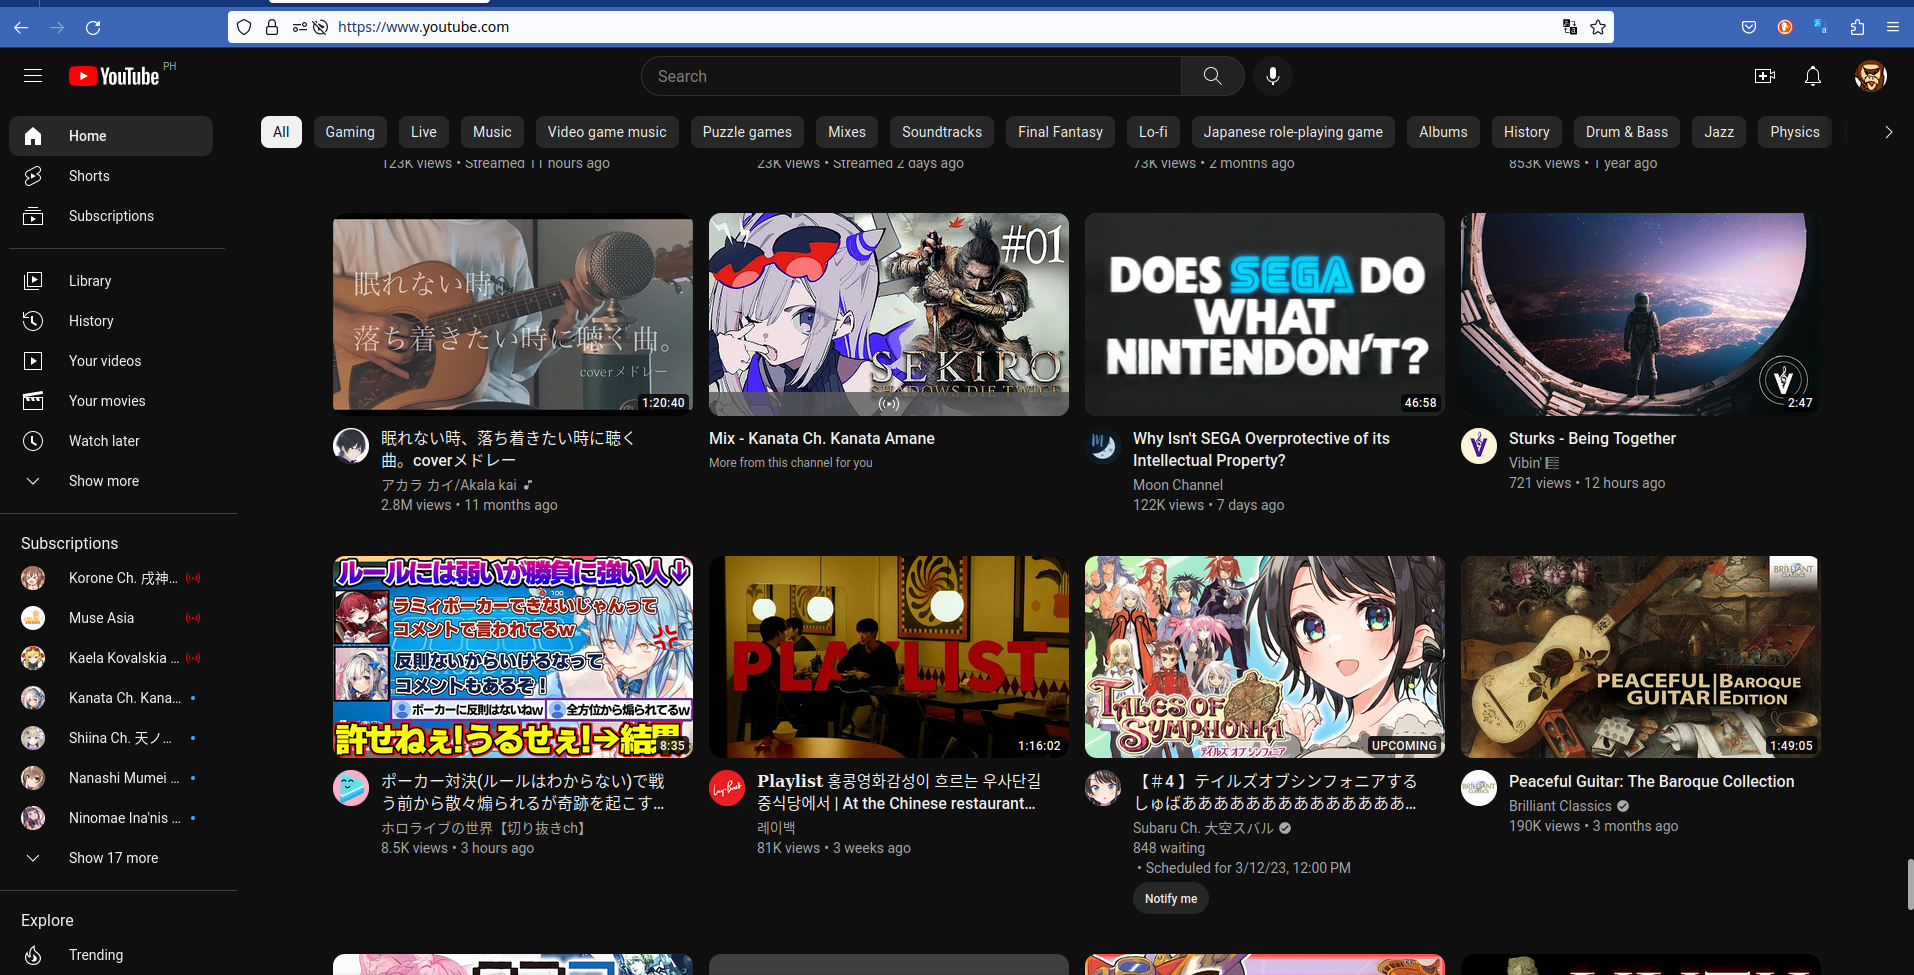 https://www.youtube.com
YouTube
PH
Search
Home
Shorts
Subscriptions
Library
History
Your videos
Your movies
Watch later
Show more
Subscriptions
Korone Ch. 戌神...
Muse Asia
Kaela Kovalskia ...
Kanata Ch. Kana...
Shiina Ch. 天ノ...
Nanashi Mumei ...
Ninomae Ina'nis ...
Show 17 more
Explore
Trending
All
Gaming
Live
Music
Video game music
Puzzle games
Mixes
Soundtracks
Final Fantasy
Lo-fi
Japanese role-playing game
Albums
History
Drum & Bass
Jazz
Physics
123K views • Streamed 11 hours ago
23K views • Streamed 2 days ago
73K views • 2 months ago
853K views • 1 year ago
眠れない時
落ち着きたい時に聴く曲。
coverメドレー
1:20:40
眠れない時、落ち着きたい時に聴く
曲。coverメドレー
アカラ カイ/Akala kai
2.8M views • 11 months ago
#01
SEKIRO
SHADOWS DIE TWICE
Mix - Kanata Ch. Kanata Amane
More from this channel for you
DOES SEGA DO
WHAT
NINTENDON'T?
46:58
Why Isn't SEGA Overprotective of its
Intellectual Property?
Moon Channel
122K views • 7 days ago
2:47
Sturks - Being Together
Vibin'
721 views • 12 hours ago
ルールには弱いが勝負に強い人↓
100
ラミィポーカーできないじゃんって
コメントで言われてるw
反則ないからいけるなって
コメントもあるぞ!
ポーカーに反則はないねw
全方位から煽られてるw
許せねぇ!うるせぇ!→結果
8:35
ポーカー対決(ルールはわからない)で戦
う前から散々煽られるが奇跡を起こす...
ホロライブの世界【切り抜きch】
8.5K views • 3 hours ago
PLAYLIST
1:16:02
Playlist 홍콩영화감성이 흐르는 우사단길
중식당에서 | At the Chinese restaurant...
레이백
81K views • 3 weeks ago
TALES OF
SYMPHONIA
テイルズ オブ シンフォニア
UPCOMING
【＃4 】テイルズオブシンフォニアする
しゅばあああああああああああああ...
Subaru Ch. 大空スバル
848 waiting
• Scheduled for 3/12/23, 12:00 PM
Notify me
BRILLIANT
CLASSICS
PEACEFUL GUITAR | BAROQUE EDITION
1:49:05
Peaceful Guitar: The Baroque Collection
Brilliant Classics
190K views • 3 months ago